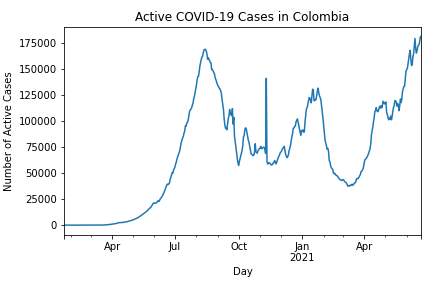 Active COVID-19 Cases in Colombia
Number of Active Cases
175000
150000
125000
100000
75000
50000
25000
0
Apr
Jul
Oct
Jan
2021
Apr
Day